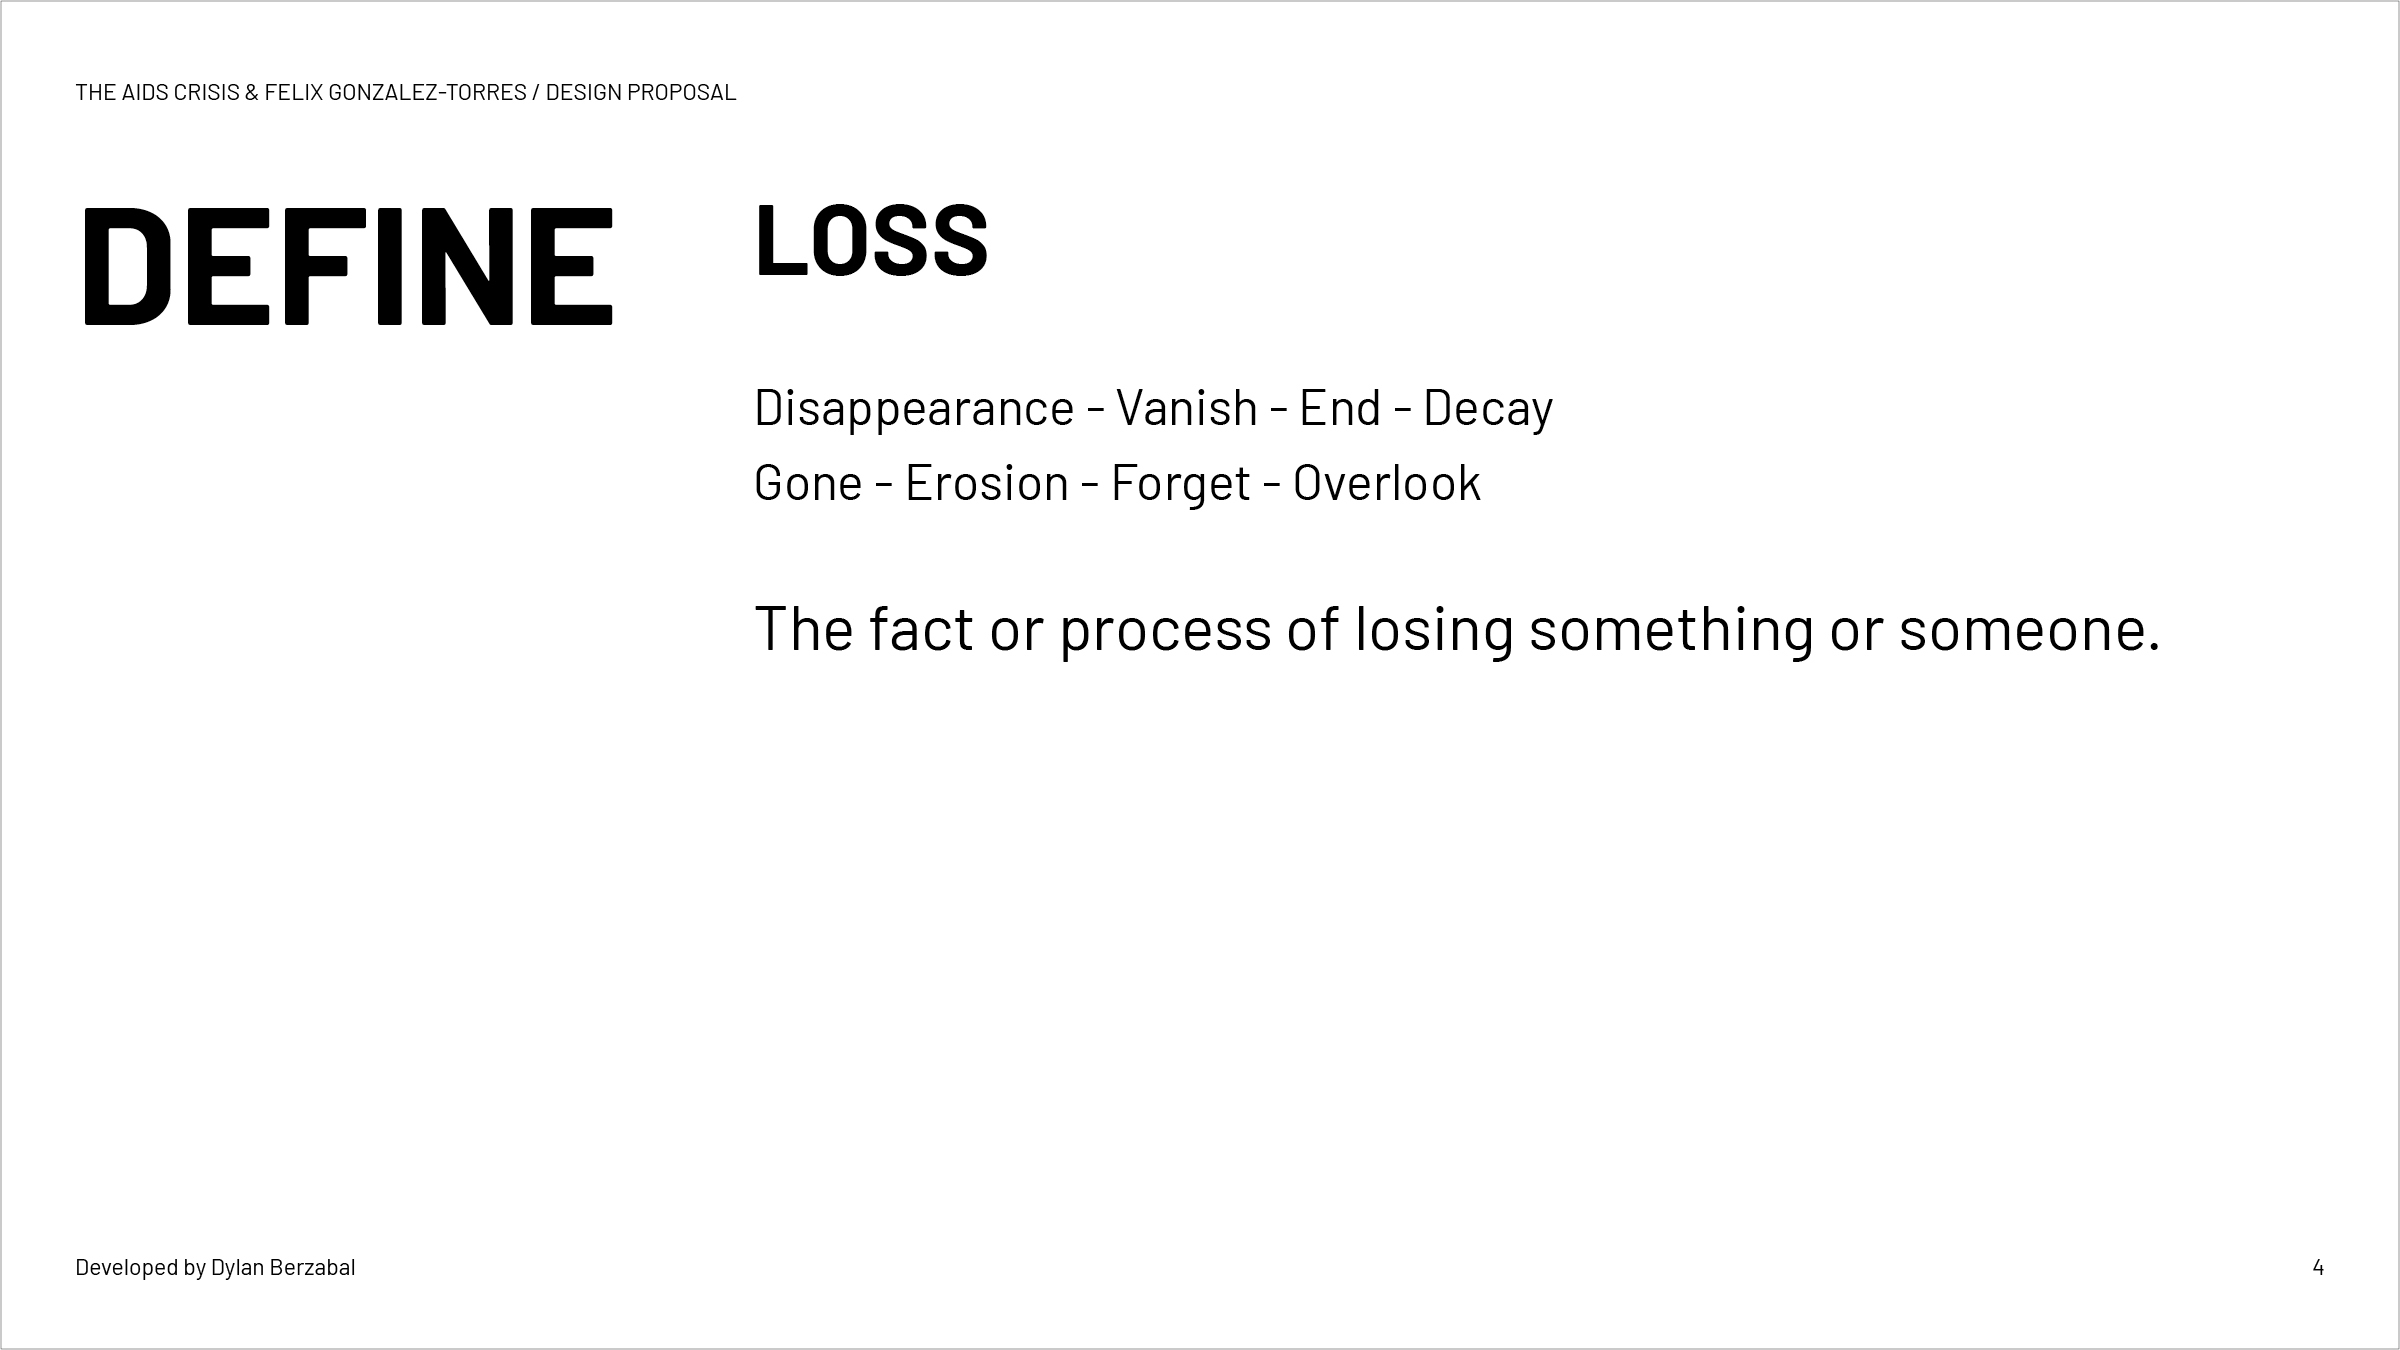 THE AIDS CRISIS & FELIX GONZALEZ-TORRES / DESIGN PROPOSAL
DEFINE
LOSS
Disappearance - Vanish - End - Decay
Gone - Erosion - Forget - Overlook
The fact or process of losing something or someone.
Developed by Dylan Berzabal
4